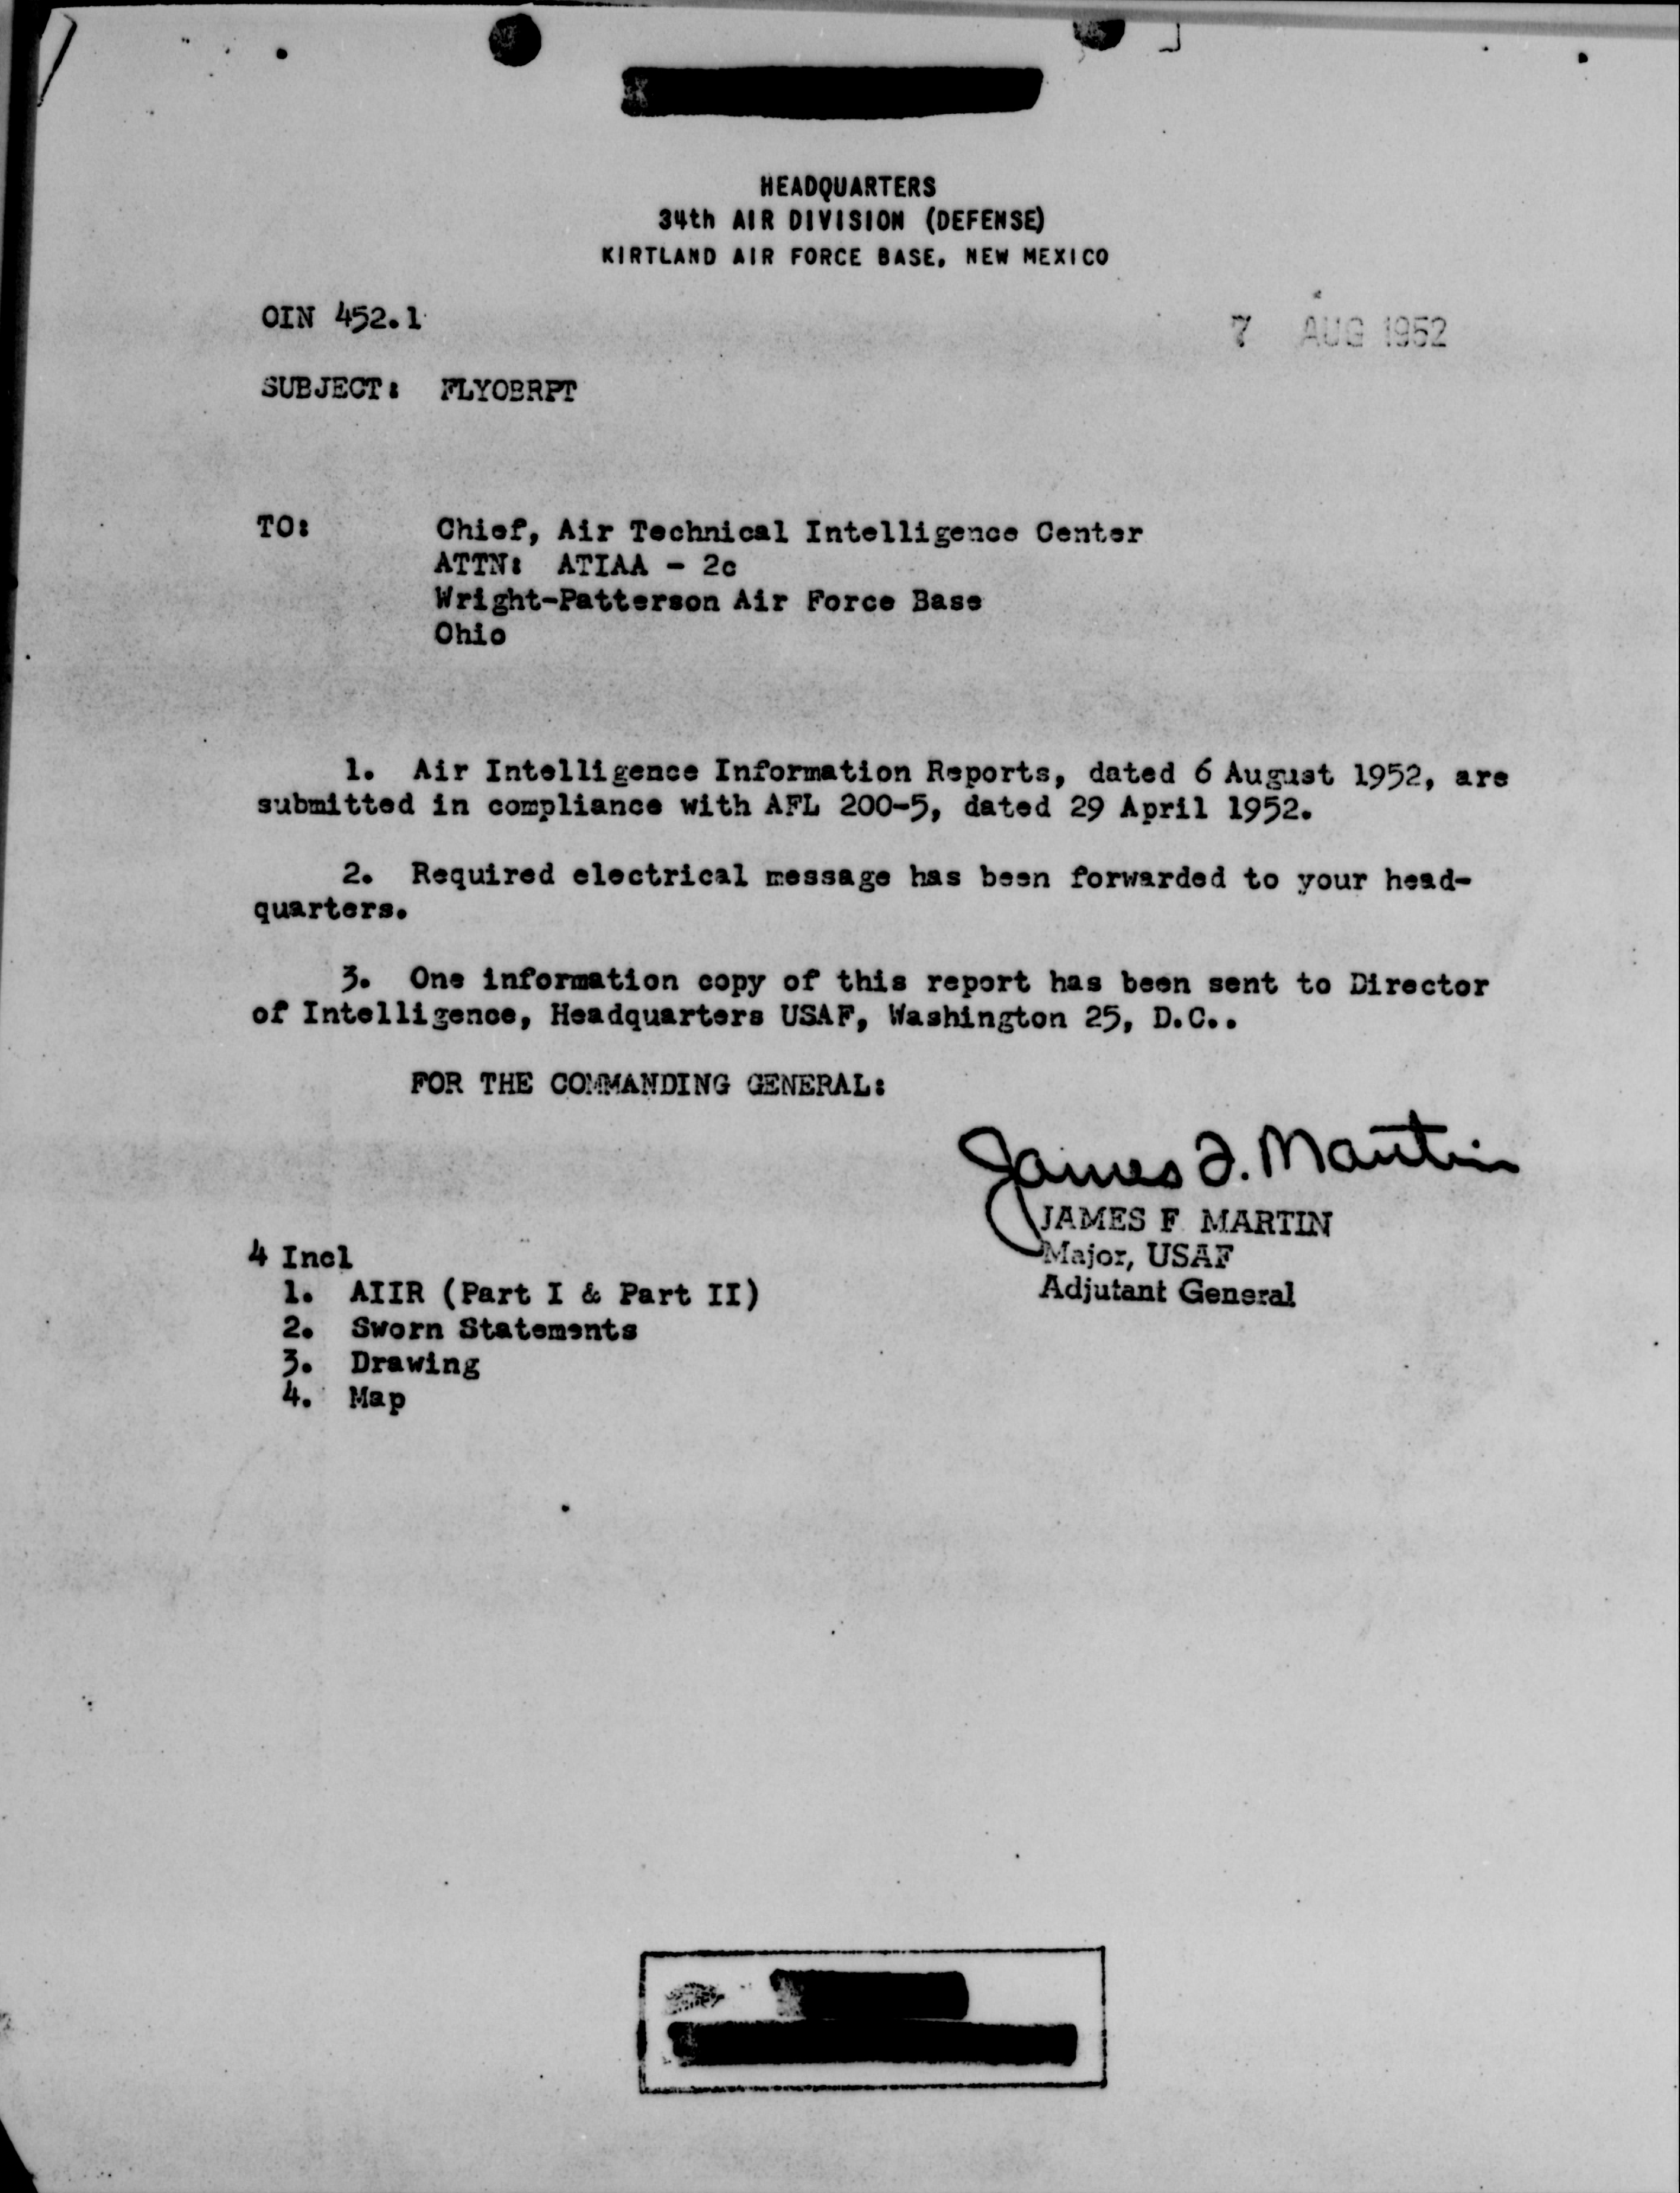 HEADQUARTERS
34th AIR DIVISION (DEFENSE)
KIRTLAND AIR FORCE BASE, NEW MEXICO
OIN 452.1
7 AUG 1952
SUBJECT: FLYOBRPT
TO: Chief, Air Technical Intelligence Center
ATTN: ATIAA - 2c
Wright-Patterson Air Force Base
Ohio
1. Air Intelligence Information Reports, dated 6 August 1952, are
submitted in compliance with AFL 200-5, dated 29 April 1952.
2. Required electrical message has been forwarded to your head-
quarters.
3. One information copy of this report has been sent to Director
of Intelligence, Headquarters USAF, Washington 25, D.C..
FOR THE COMMANDING GENERAL:
James F. Martin
JAMES F MARTIN
Major, USAF
Adjutant General
4 Incl
1. AIIR (Part I & Part II)
2. Sworn Statements
3. Drawing
4. Map